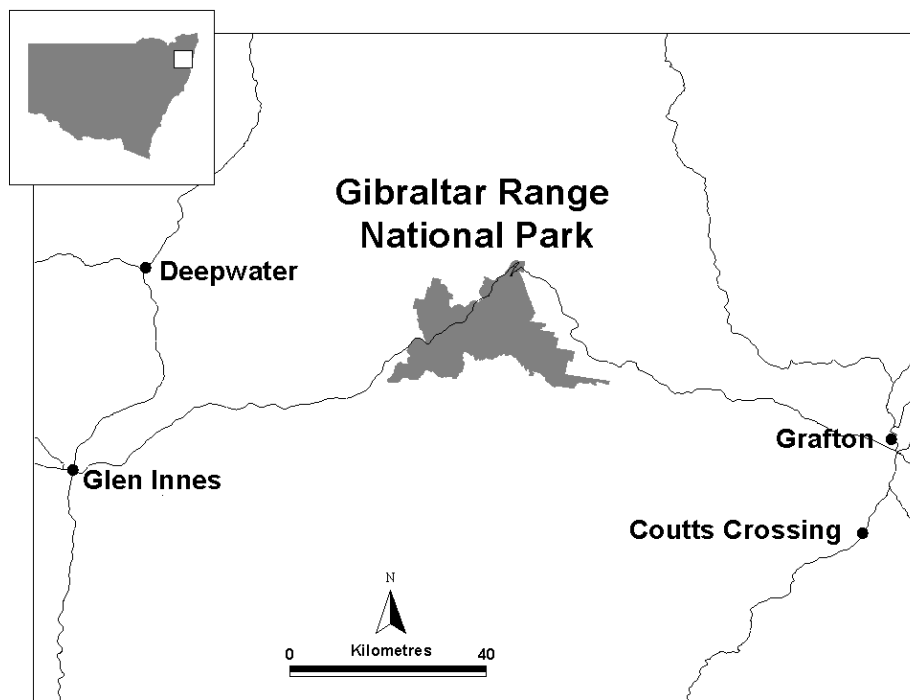 Gibraltar Range
National Park
Deepwater
Grafton
Glen Innes
Coutts Crossing
N
Kilometres
0 40